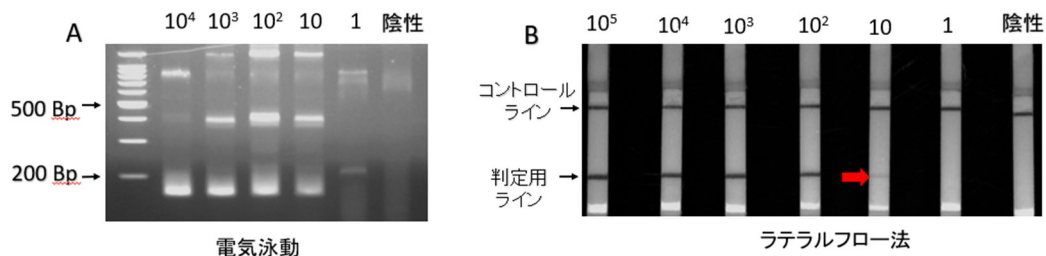 A
10⁴ 10³ 10² 10 1 陰性
500 Bp
200 Bp
電気泳動
B
10⁵ 10⁴ 10³ 10² 10 1 陰性
コントロール
ライン
判定用
ライン
ラテラルフロー法